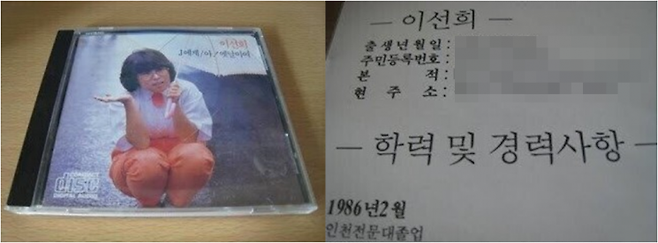 이선희
J에게/아!옛날이여
COMPACT
disc
DIGITAL AUDIO
- 이선희 -
출생년월일 :
주민등록번호 :
본 적 :
현 주 소 :
- 학력 및 경력사항 -
1986년 2월
인천전문대졸업